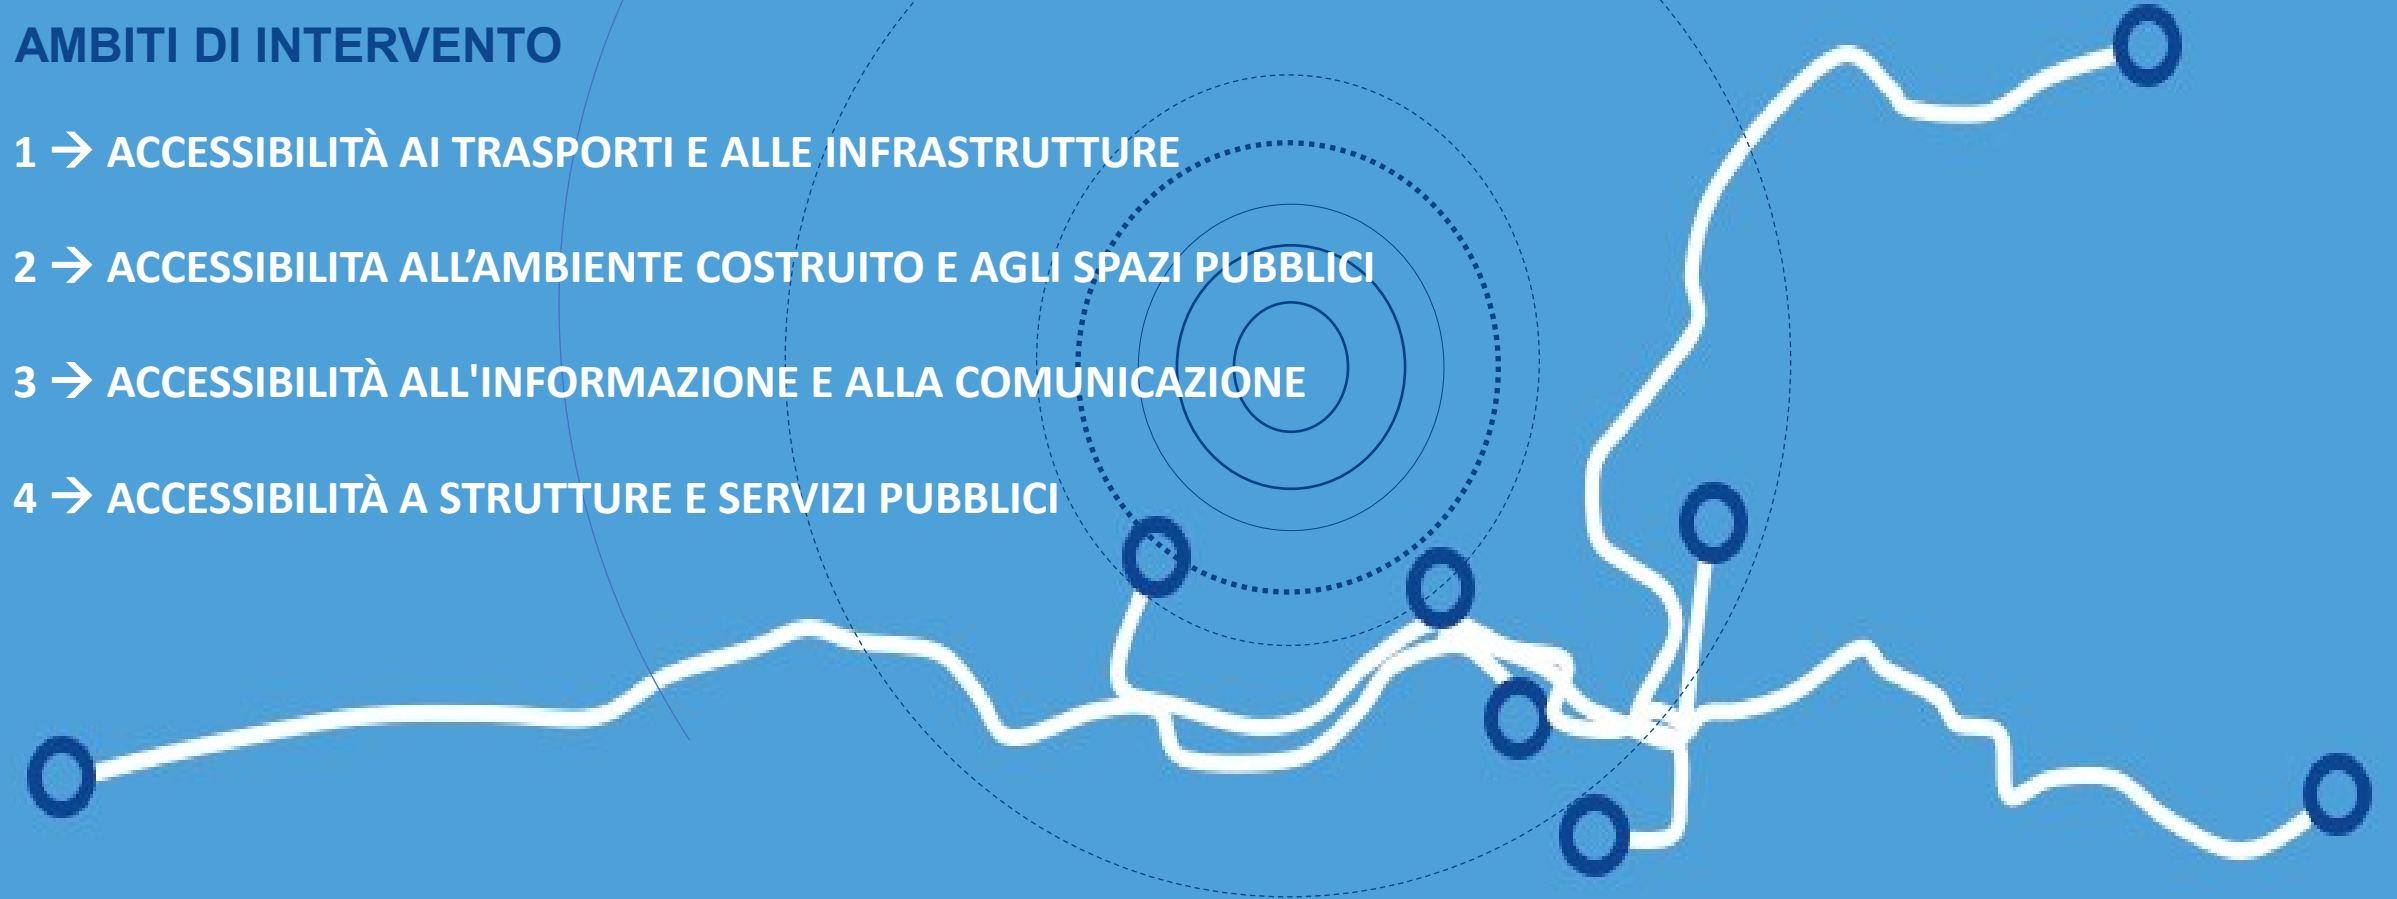 AMBITI DI INTERVENTO
1 → ACCESSIBILITÀ AI TRASPORTI E ALLE INFRASTRUTTURE
2 → ACCESSIBILITA ALL’AMBIENTE COSTRUITO E AGLI SPAZI PUBBLICI
3 → ACCESSIBILITÀ ALL'INFORMAZIONE E ALLA COMUNICAZIONE
4 → ACCESSIBILITÀ A STRUTTURE E SERVIZI PUBBLICI